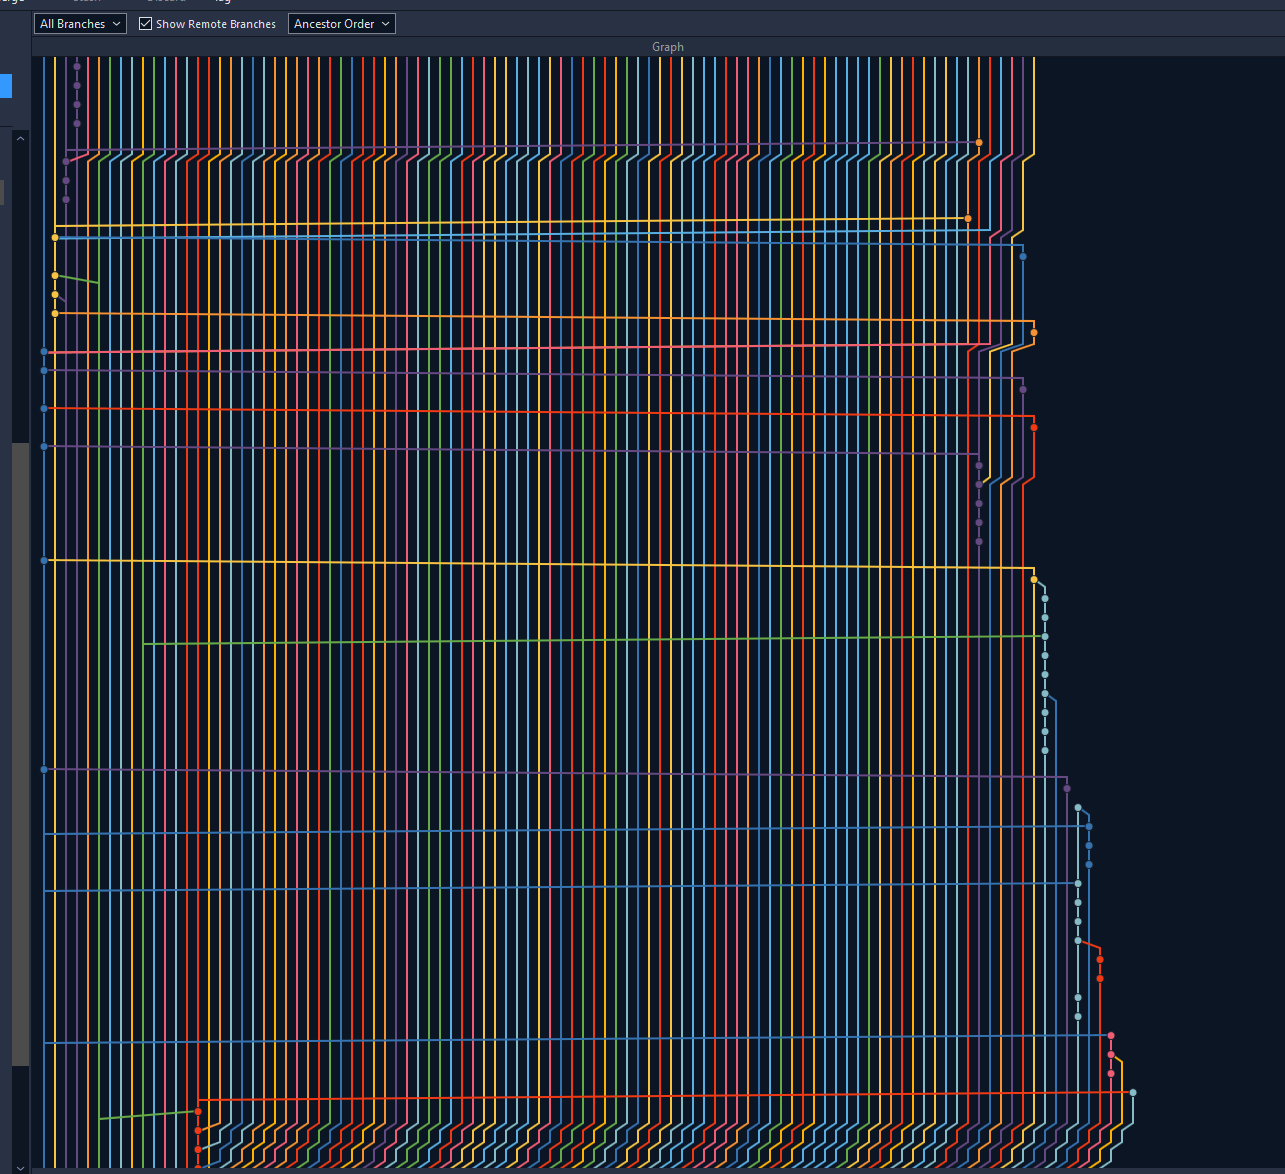 All Branches
Show Remote Branches
Ancestor Order
Graph